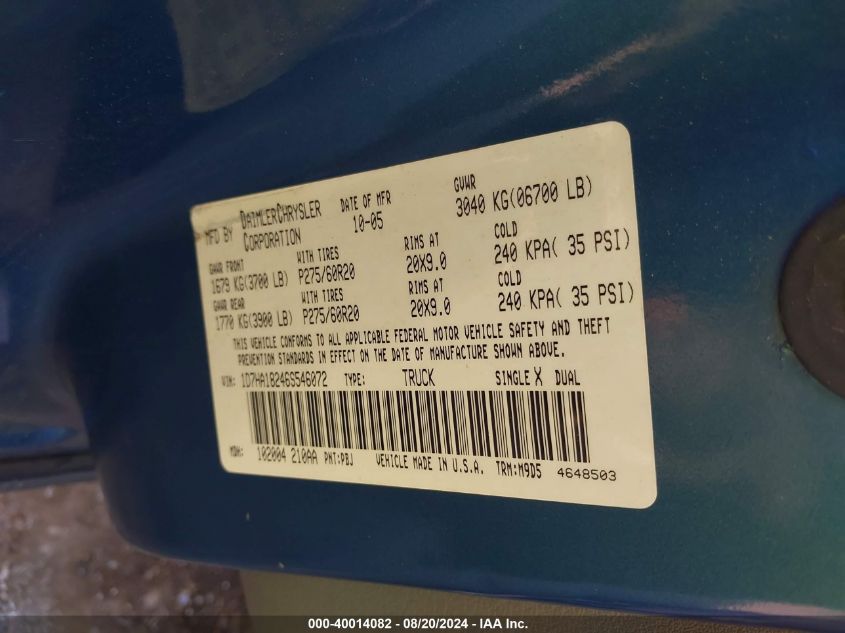 MFD BY DAIMLERCHRYSLER CORPORATION DATE OF MFR 10-05 GVWR 3040 KG(06700 LB)
GAWR FRONT WITH TIRES RIMS AT COLD
1679 KG(3700 LB) P275/60R20 20X9.0 240 KPA( 35 PSI)
GAWR REAR WITH TIRES RIMS AT COLD
1770 KG(3900 LB) P275/60R20 20X9.0 240 KPA( 35 PSI)
THIS VEHICLE CONFORMS TO ALL APPLICABLE FEDERAL MOTOR VEHICLE SAFETY AND THEFT
PREVENTION STANDARDS IN EFFECT ON THE DATE OF MANUFACTURE SHOWN ABOVE.
VIN: 1D7HA18246S546872 TYPE: TRUCK SINGLE X DUAL
MDH: 102004 210AA PNT:PBJ VEHICLE MADE IN U.S.A. TRM:M9D5 4648503
000-40014082 - 08/20/2024 - IAA Inc.